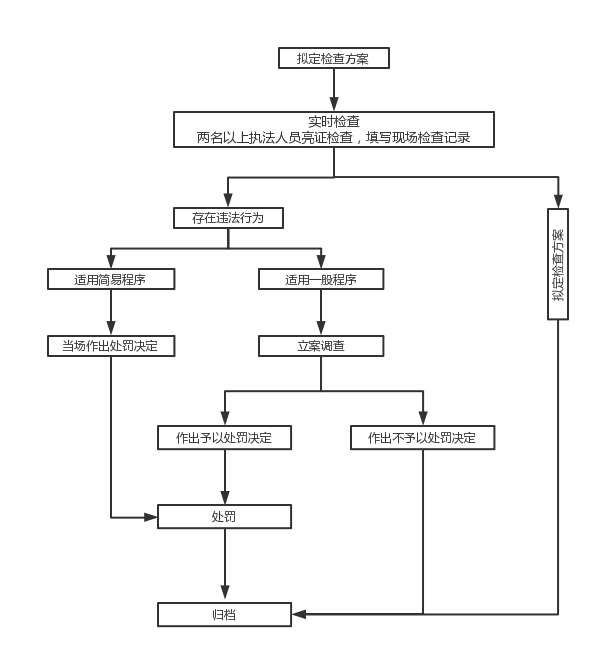 拟定检查方案
实时检查
两名以上执法人员亮证检查，填写现场检查记录
存在违法行为
拟定检查方案
适用简易程序
适用一般程序
当场作出处罚决定
立案调查
作出予以处罚决定
作出不予以处罚决定
处罚
归档